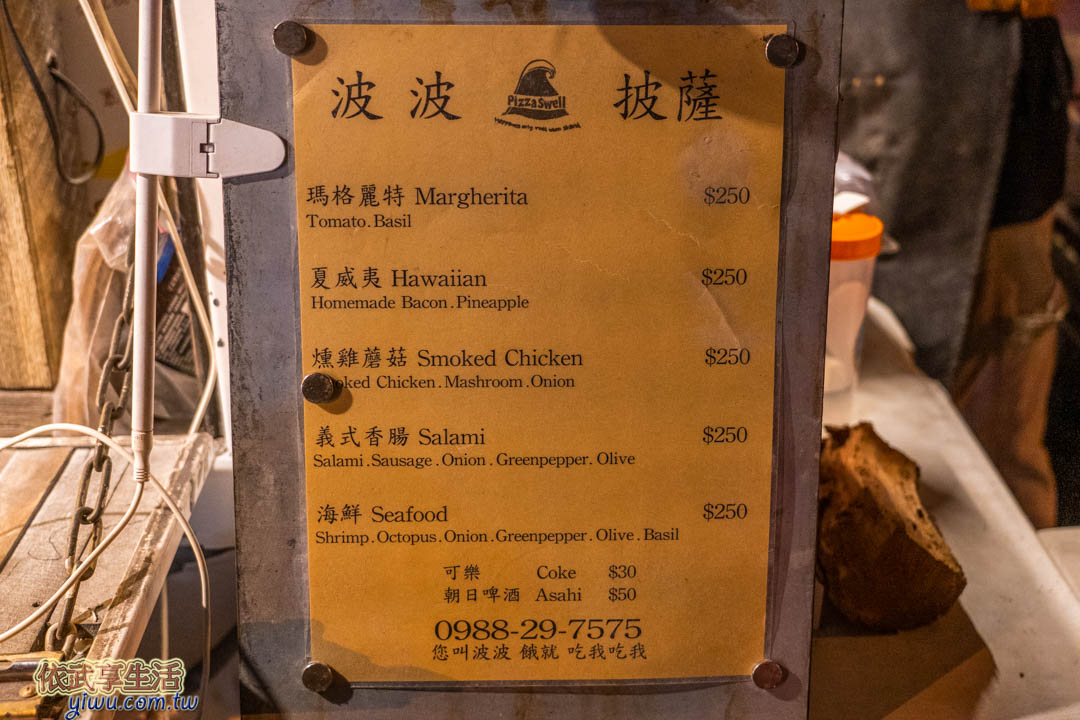 波波 PizzaSwell 披薩
瑪格麗特 Margherita $250
Tomato.Basil
夏威夷 Hawaiian $250
Homemade Bacon.Pineapple
燻雞蘑菇 Smoked Chicken $250
oked Chicken.Mashroom.Onion
義式香腸 Salami $250
Salami.Sausage.Onion.Greenpepper.Olive
海鮮 Seafood $250
Shrimp.Octopus.Onion.Greenpepper.Olive.Basil
可樂 Coke $30
朝日啤酒 Asahi $50
0988-29-7575
您叫波波 餓就 吃我吃我
依武享生活
yiwu.com.tw